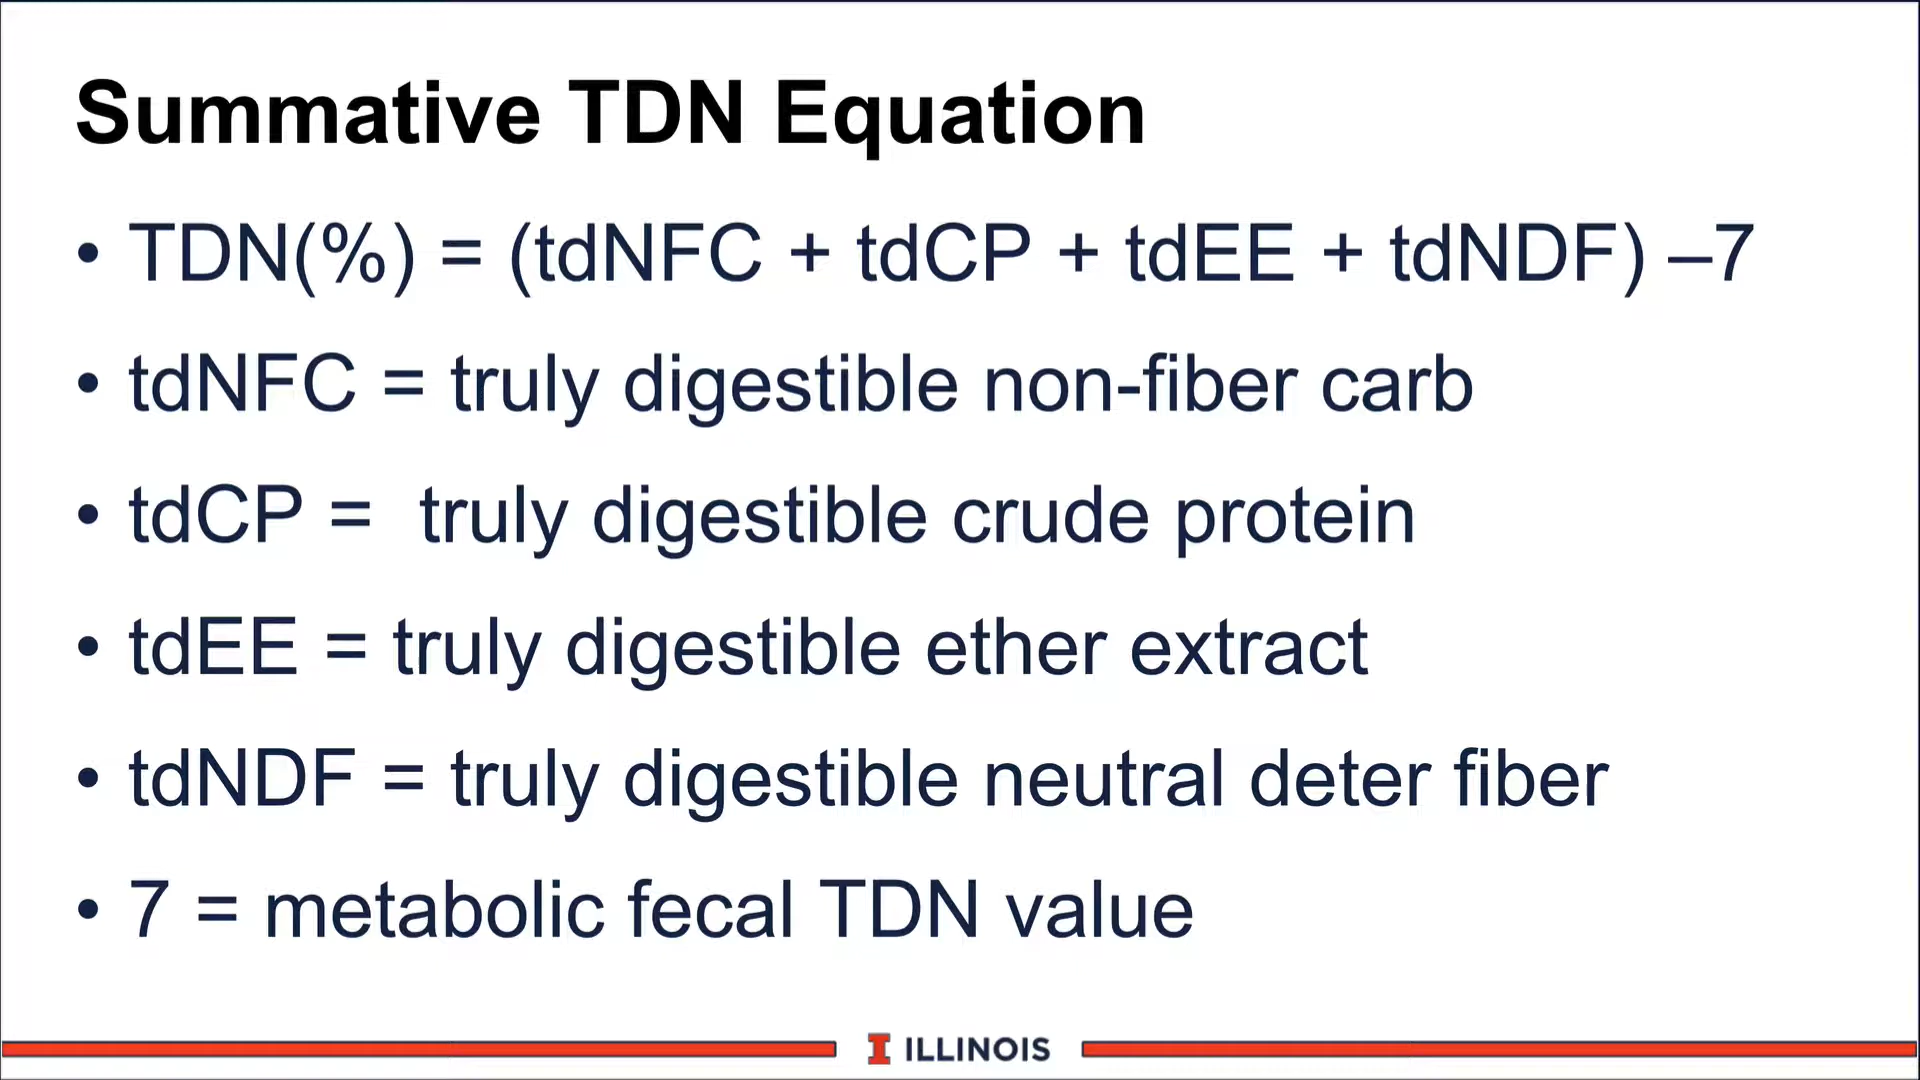 Summative TDN Equation
• TDN(%) = (tdNFC + tdCP + tdEE + tdNDF) –7
• tdNFC = truly digestible non-fiber carb
• tdCP =  truly digestible crude protein
• tdEE = truly digestible ether extract
• tdNDF = truly digestible neutral deter fiber
• 7 = metabolic fecal TDN value
I ILLINOIS